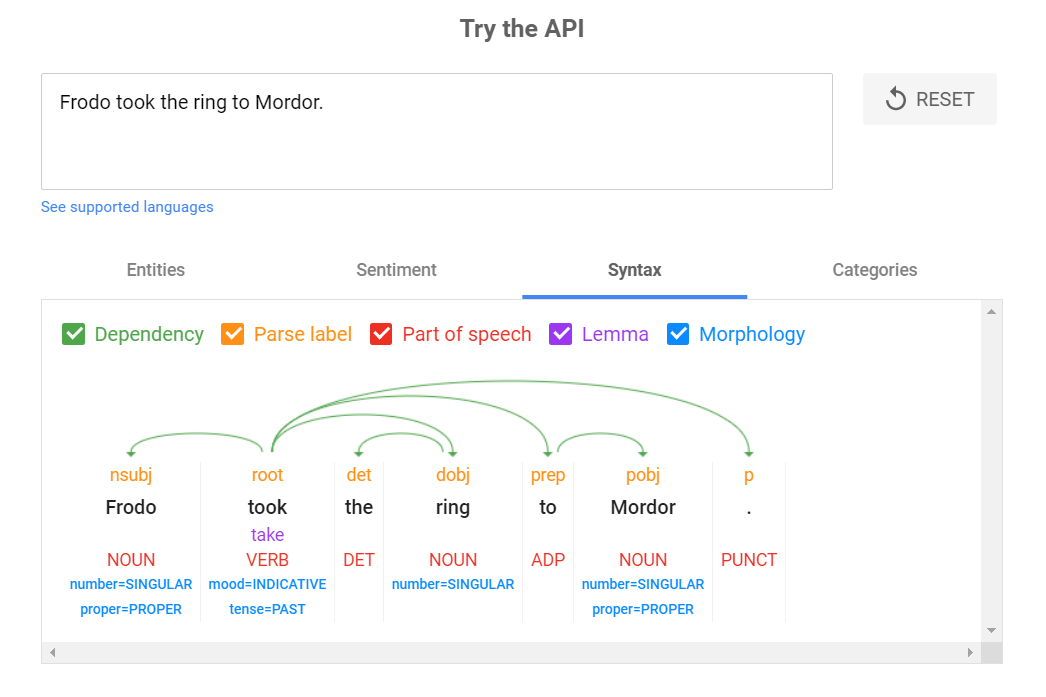 Try the API
Frodo took the ring to Mordor.
RESET
See supported languages
Entities Sentiment Syntax Categories
Dependency Parse label Part of speech Lemma Morphology
nsubj root det dobj prep pobj p
Frodo took the ring to Mordor .
take
NOUN VERB DET NOUN ADP NOUN PUNCT
number=SINGULAR mood=INDICATIVE number=SINGULAR number=SINGULAR
proper=PROPER tense=PAST proper=PROPER